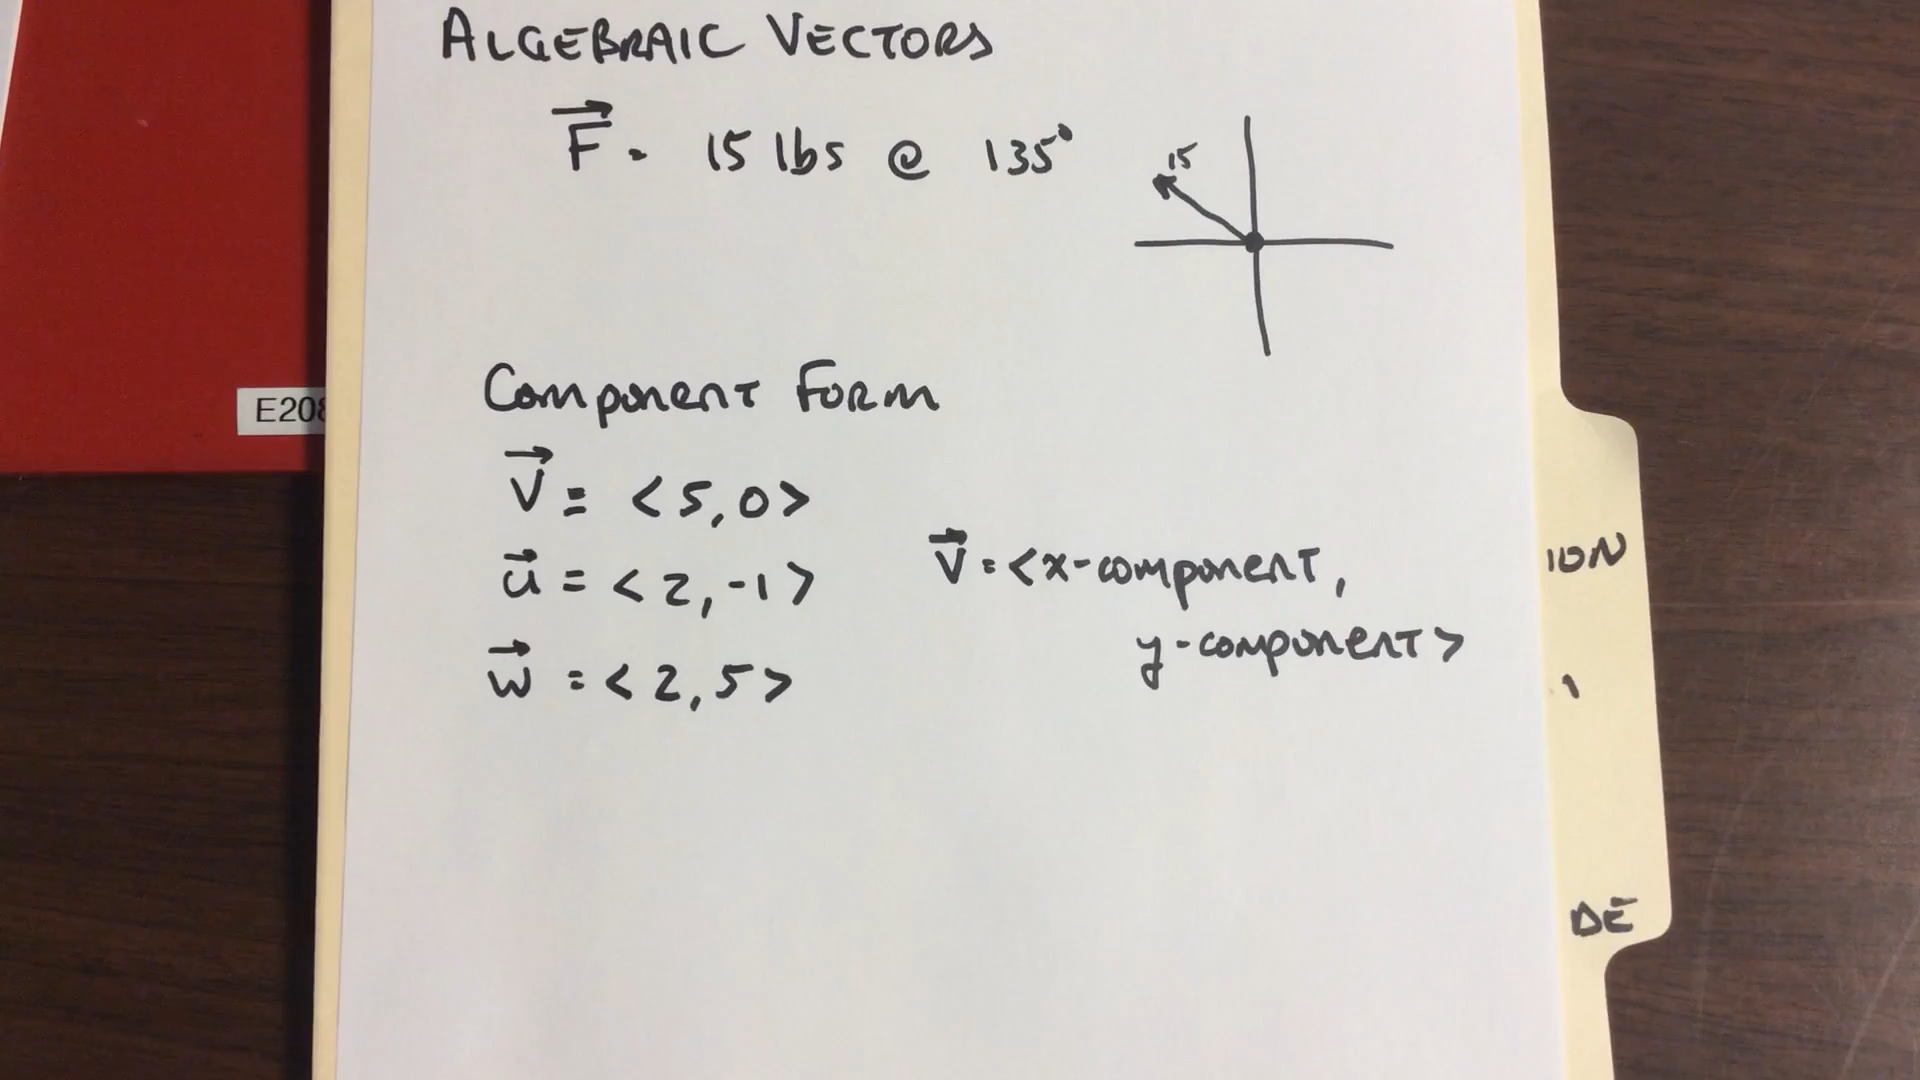 ALGEBRAIC VECTORS
F = 15 lbs @ 135°
15
Component Form
V = <5,0>
u = <2,-1>
w = <2,5>
V = <x-component,
y-component>
E208
ION
DE